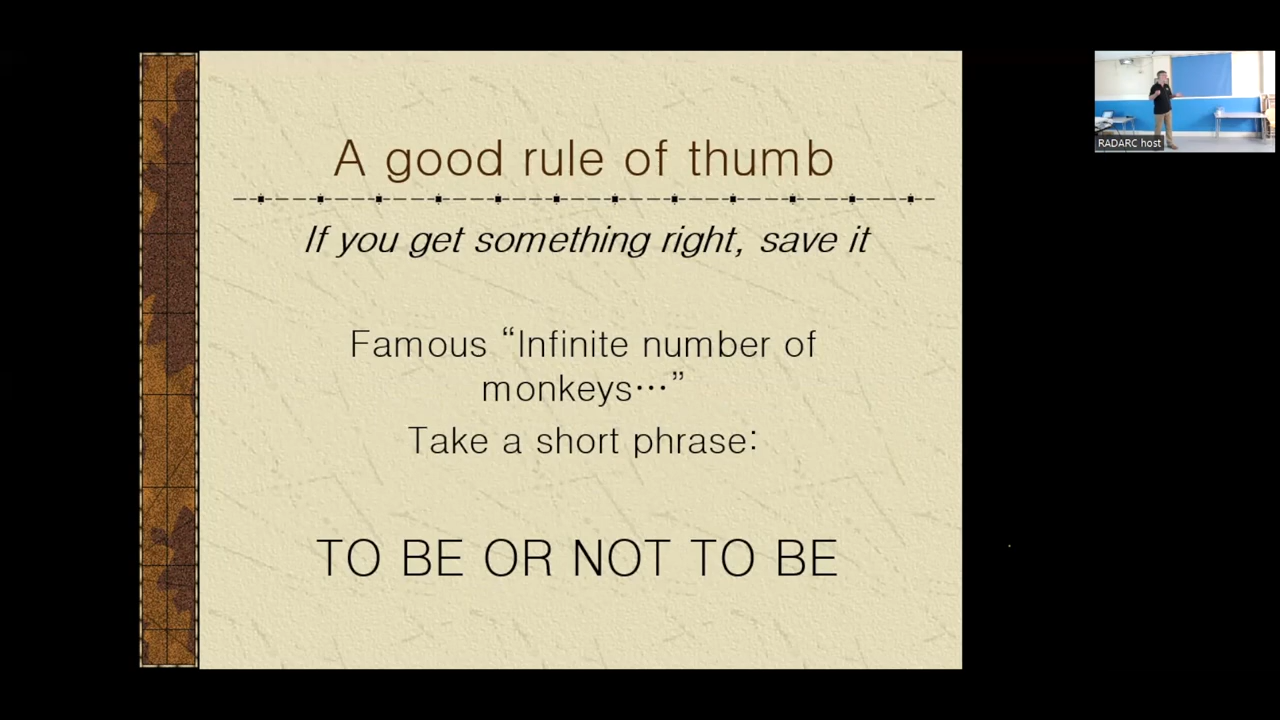 A good rule of thumb
If you get something right, save it
Famous “Infinite number of
monkeys…”
Take a short phrase:
TO BE OR NOT TO BE
RADARC host